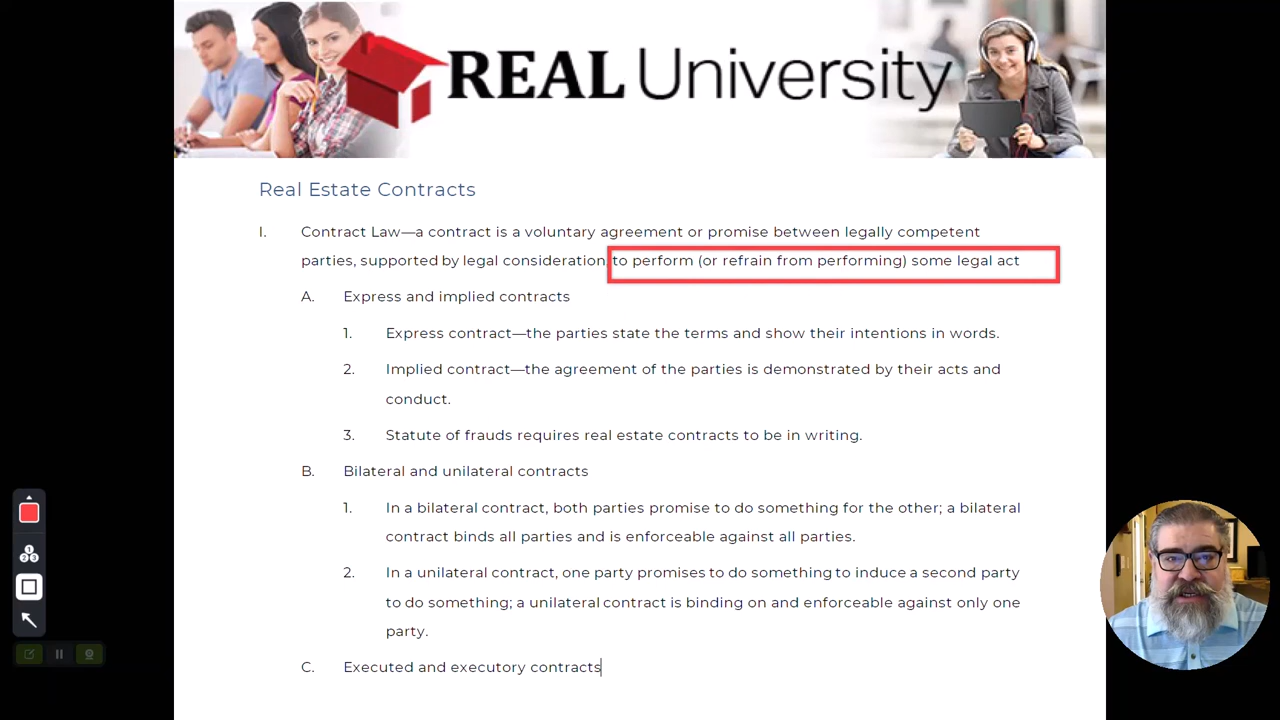 REAL University
Real Estate Contracts
I. Contract Law—a contract is a voluntary agreement or promise between legally competent
parties, supported by legal consideration, to perform (or refrain from performing) some legal act
A. Express and implied contracts
1. Express contract—the parties state the terms and show their intentions in words.
2. Implied contract—the agreement of the parties is demonstrated by their acts and
conduct.
3. Statute of frauds requires real estate contracts to be in writing.
B. Bilateral and unilateral contracts
1. In a bilateral contract, both parties promise to do something for the other; a bilateral
contract binds all parties and is enforceable against all parties.
2. In a unilateral contract, one party promises to do something to induce a second party
to do something; a unilateral contract is binding on and enforceable against only one
party.
C. Executed and executory contracts